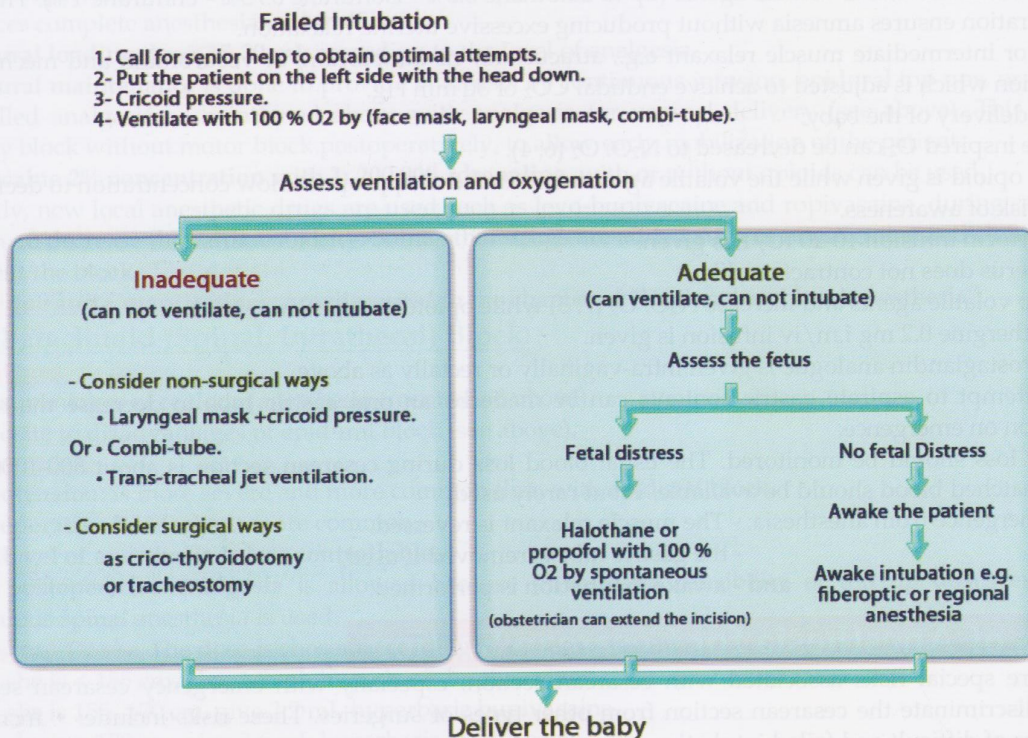 Failed Intubation
1- Call for senior help to obtain optimal attempts.
2- Put the patient on the left side with the head down.
3- Cricoid pressure.
4- Ventilate with 100 % O2 by (face mask, laryngeal mask, combi-tube).
Assess ventilation and oxygenation
Inadequate
(can not ventilate, can not intubate)
- Consider non-surgical ways
• Laryngeal mask +cricoid pressure.
Or • Combi-tube.
• Trans-tracheal jet ventilation.
- Consider surgical ways
as crico-thyroidotomy
or tracheostomy
Adequate
(can ventilate, can not intubate)
Assess the fetus
Fetal distress
Halothane or
propofol with 100 %
O2 by spontaneous
ventilation
(obstetrician can extend the incision)
No fetal Distress
Awake the patient
Awake intubation e.g.
fiberoptic or regional
anesthesia
Deliver the baby